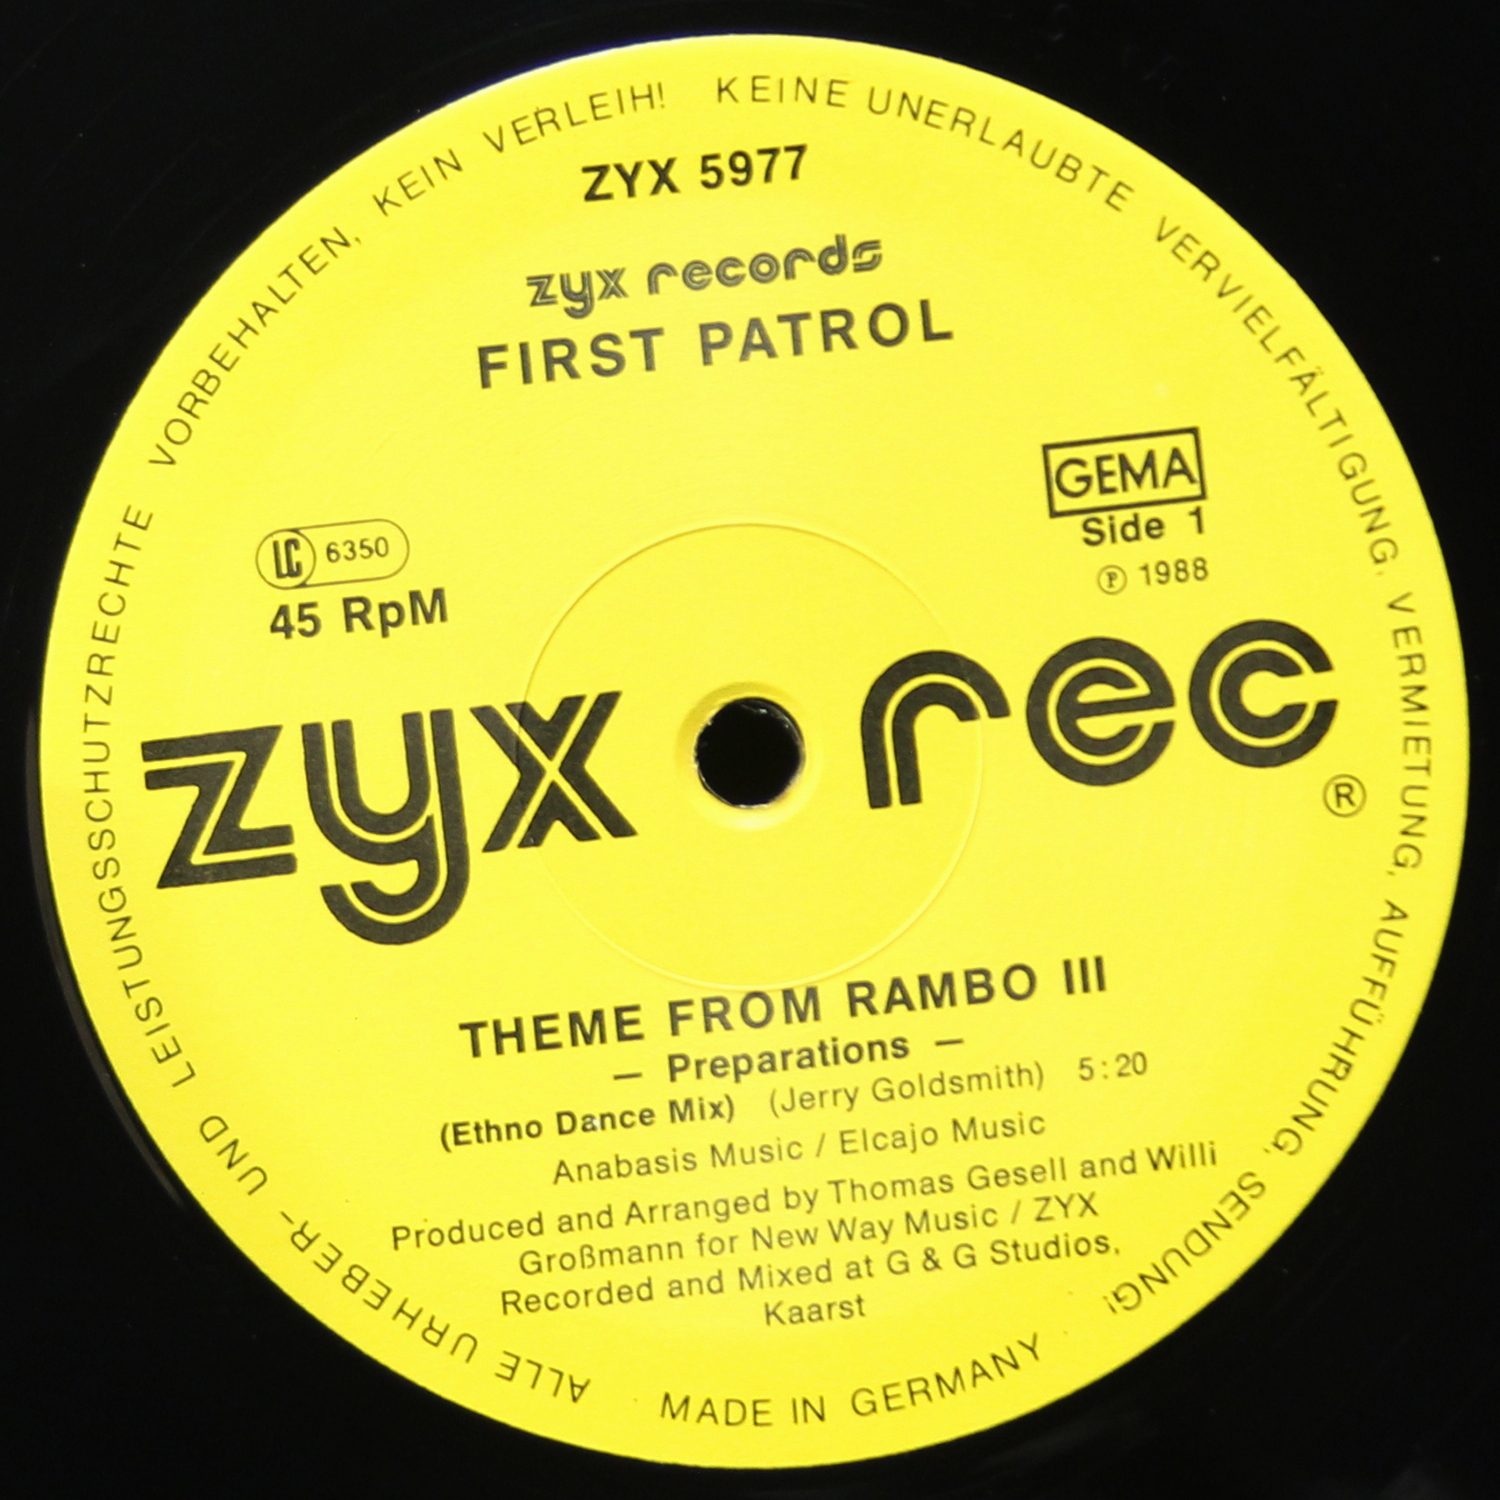 ALLE URHEBER- UND LEISTUNGSSCHUTZRECHTE VORBEHALTEN, KEIN VERLEIH! KEINE UNERLAUBTE VERVIELFÄLTIGUNG, VERMIETUNG, AUFFÜHRUNG, SENDUNG!
ZYX 5977
zyx records
FIRST PATROL
GEMA
Side 1
Ⓟ 1988
LC 6350
45 RpM
zyx rec ®
THEME FROM RAMBO III
— Preparations —
(Ethno Dance Mix) (Jerry Goldsmith) 5:20
Anabasis Music / Elcajo Music
Produced and Arranged by Thomas Gesell and Willi
Großmann for New Way Music / ZYX
Recorded and Mixed at G & G Studios,
Kaarst
MADE IN GERMANY